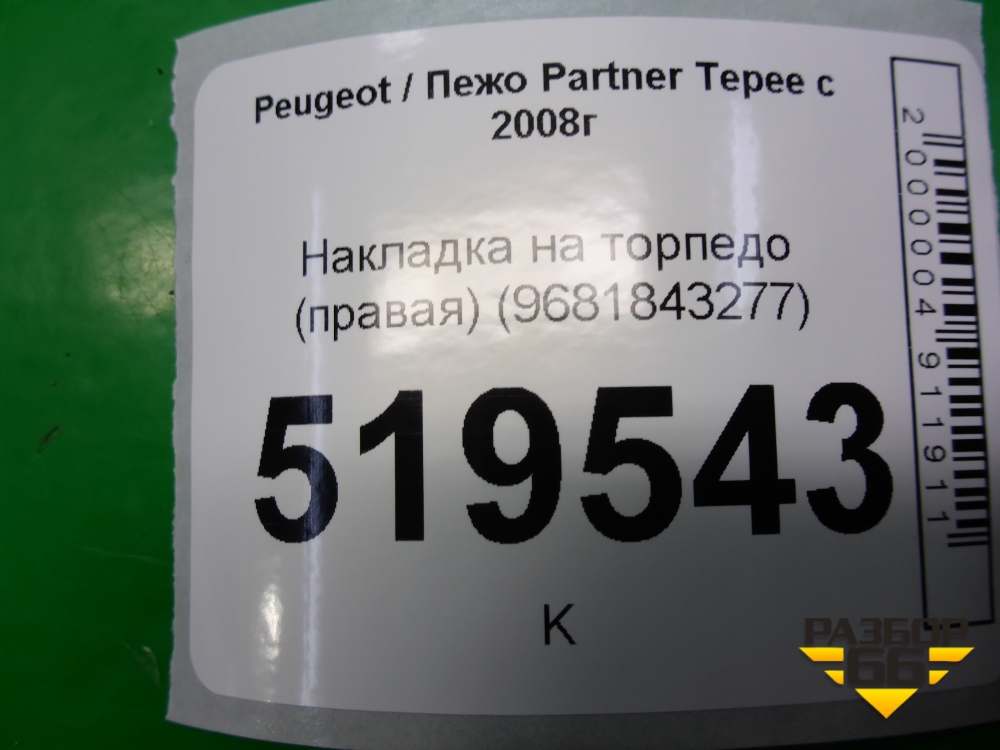 Peugeot / Пежо Partner Tepee с
2008г
Накладка на торпедо
(правая) (9681843277)
519543
К
2000004911911
РАЗБОР
66